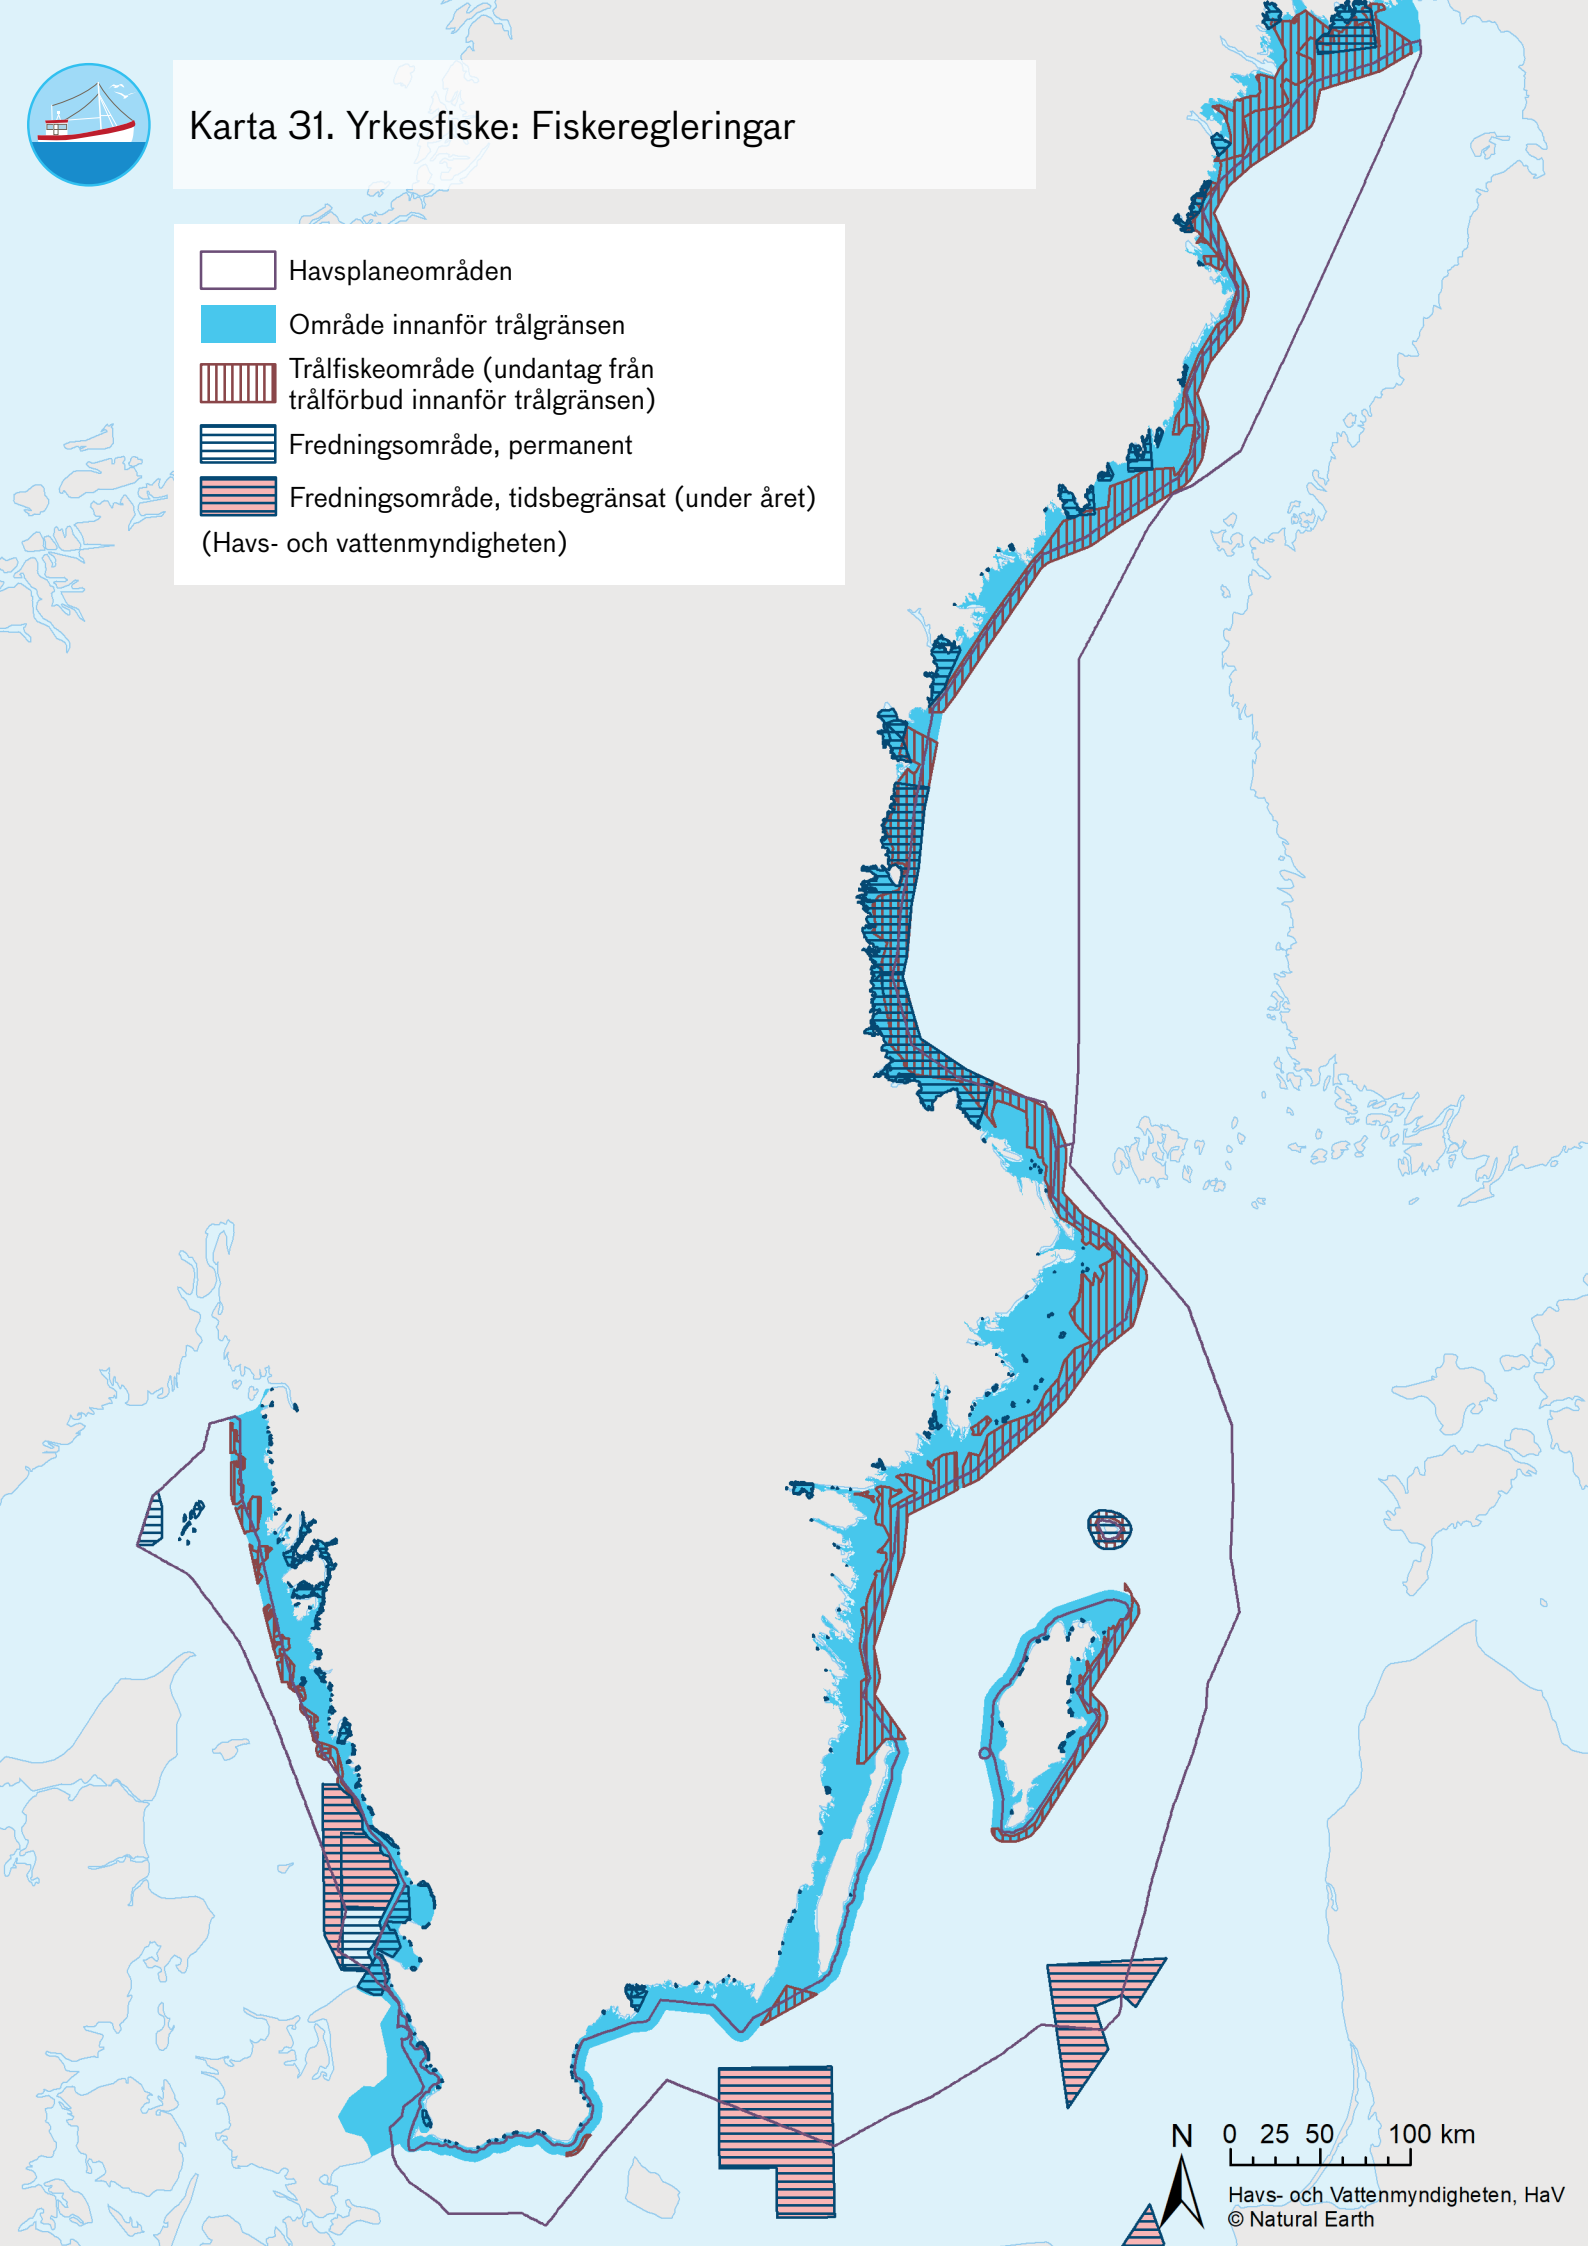 Karta 31. Yrkesfiske: Fiskeregleringar
Havsplaneområden
Område innanför trålgränsen
Trålfiskeområde (undantag från
trålförbud innanför trålgränsen)
Fredningsområde, permanent
Fredningsområde, tidsbegränsat (under året)
(Havs- och vattenmyndigheten)
N 0 25 50 100 km
Havs- och Vattenmyndigheten, HaV
© Natural Earth